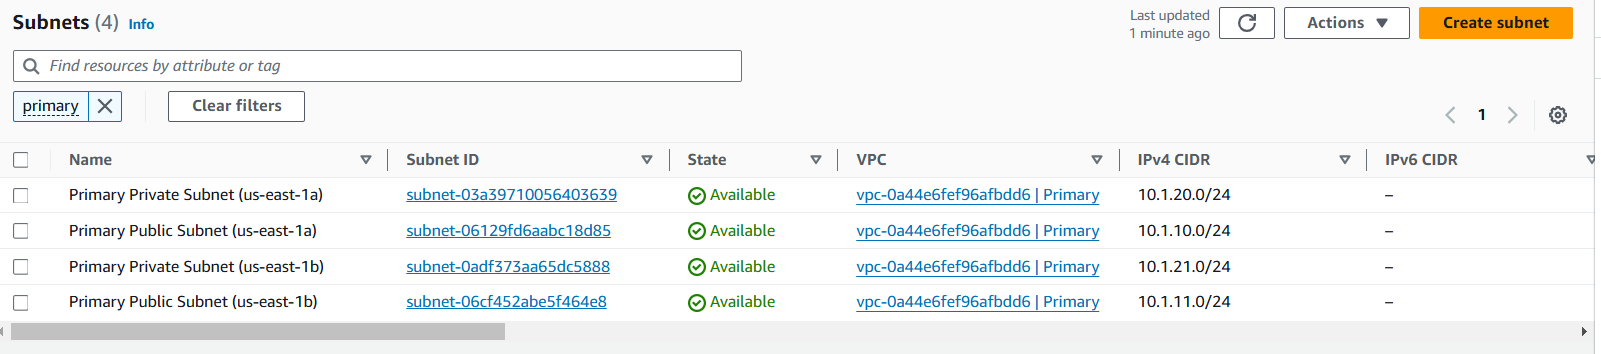 Subnets (4) Info
Last updated
1 minute ago
Actions
Create subnet
Find resources by attribute or tag
primary
Clear filters
1
Name Subnet ID State VPC IPv4 CIDR IPv6 CIDR
Primary Private Subnet (us-east-1a) subnet-03a39710056403639 Available vpc-0a44e6fef96afbdd6 | Primary 10.1.20.0/24 –
Primary Public Subnet (us-east-1a) subnet-06129fd6aabc18d85 Available vpc-0a44e6fef96afbdd6 | Primary 10.1.10.0/24 –
Primary Private Subnet (us-east-1b) subnet-0adf373aa65dc5888 Available vpc-0a44e6fef96afbdd6 | Primary 10.1.21.0/24 –
Primary Public Subnet (us-east-1b) subnet-06cf452abe5f464e8 Available vpc-0a44e6fef96afbdd6 | Primary 10.1.11.0/24 –